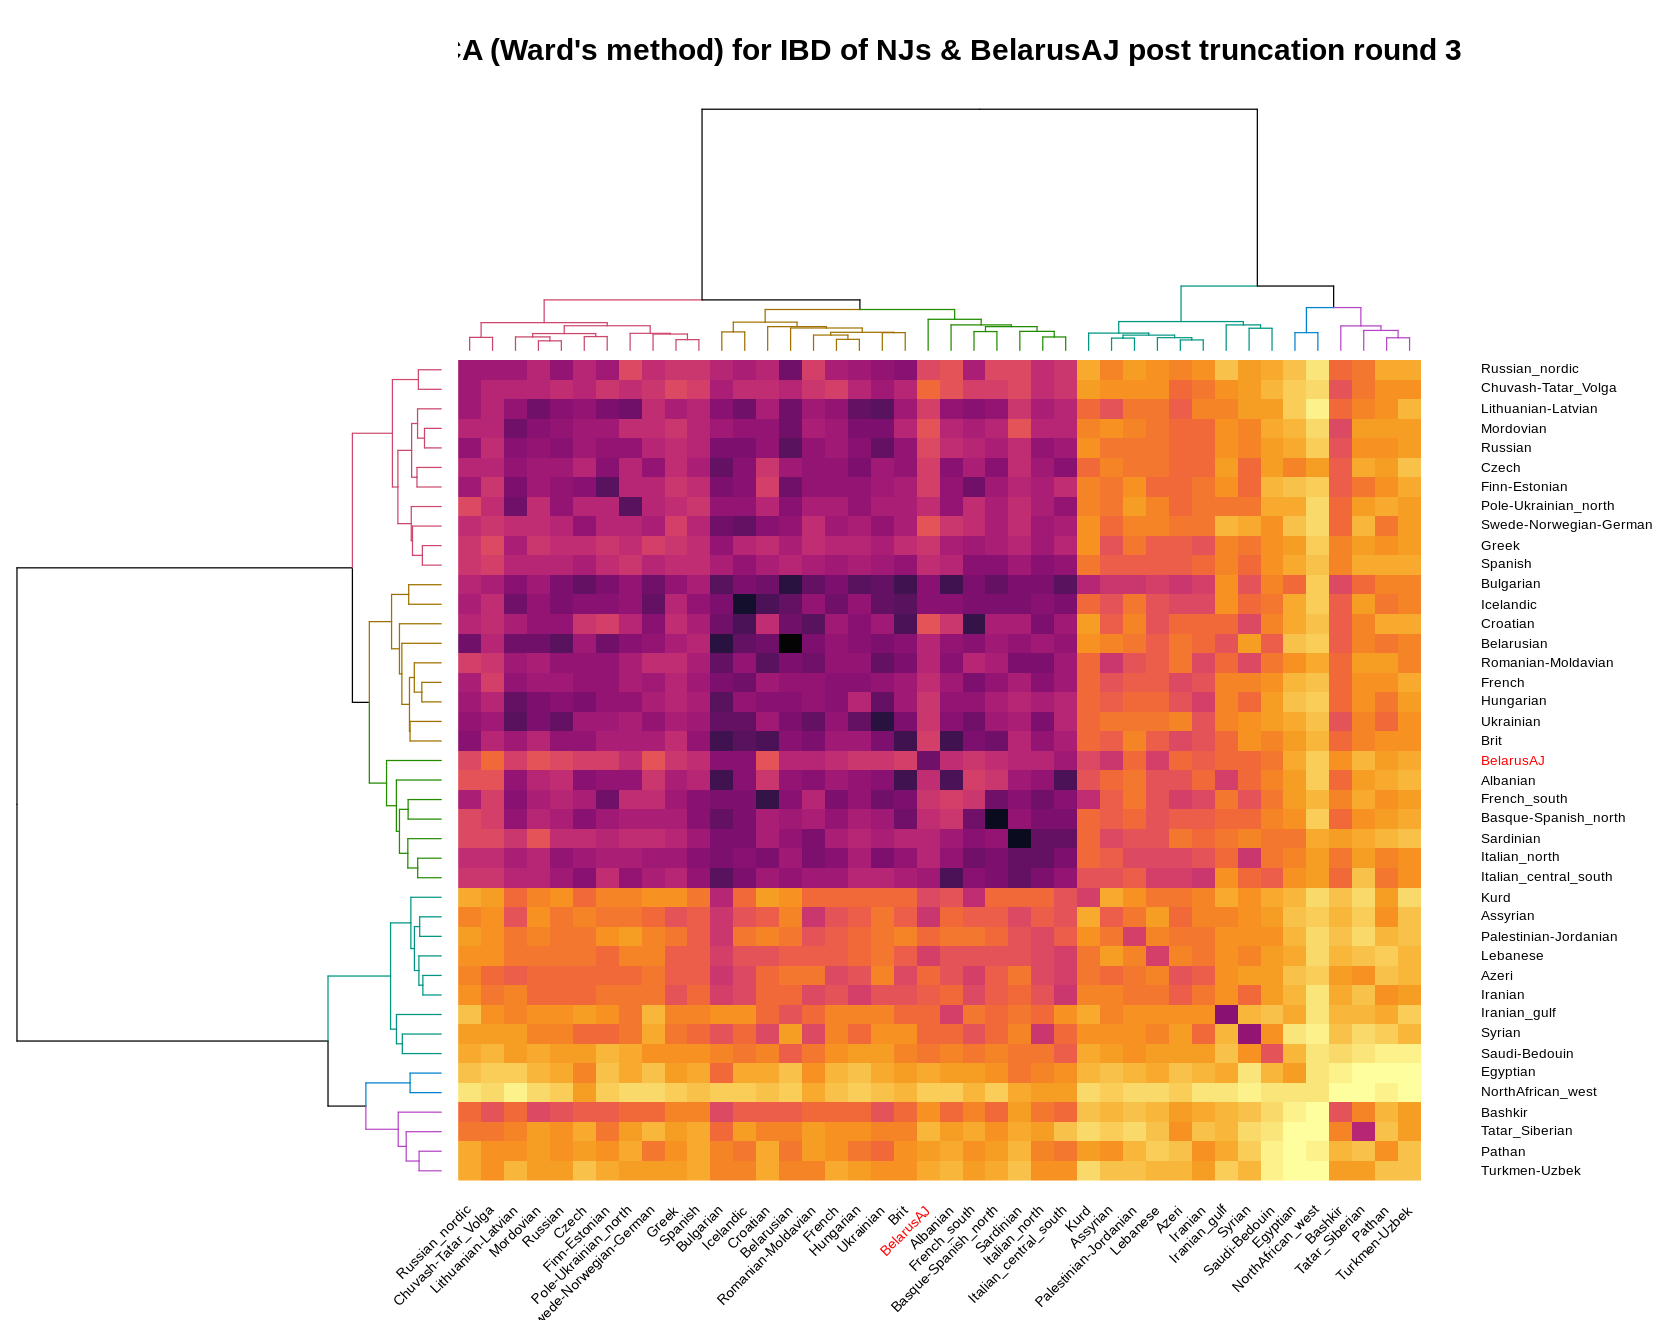 A (Ward's method) for IBD of NJs & BelarusAJ post truncation round 3
Russian_nordic
Chuvash-Tatar_Volga
Lithuanian-Latvian
Mordovian
Russian
Czech
Finn-Estonian
Pole-Ukrainian_north
Swede-Norwegian-German
Greek
Spanish
Bulgarian
Icelandic
Croatian
Belarusian
Romanian-Moldavian
French
Hungarian
Ukrainian
Brit
BelarusAJ
Albanian
French_south
Basque-Spanish_north
Sardinian
Italian_north
Italian_central_south
Kurd
Assyrian
Palestinian-Jordanian
Lebanese
Azeri
Iranian
Iranian_gulf
Syrian
Saudi-Bedouin
Egyptian
NorthAfrican_west
Bashkir
Tatar_Siberian
Pathan
Turkmen-Uzbek
Russian_nordic
Chuvash-Tatar_Volga
Lithuanian-Latvian
Mordovian
Russian
Czech
Finn-Estonian
Pole-Ukrainian_north
wede-Norwegian-German
Greek
Spanish
Bulgarian
Icelandic
Croatian
Belarusian
Romanian-Moldavian
French
Hungarian
Ukrainian
Brit
BelarusAJ
Albanian
French_south
Basque-Spanish_north
Sardinian
Italian_north
Italian_central_south
Kurd
Assyrian
Palestinian-Jordanian
Lebanese
Azeri
Iranian
Iranian_gulf
Syrian
Saudi-Bedouin
Egyptian
NorthAfrican_west
Bashkir
Tatar_Siberian
Pathan
Turkmen-Uzbek